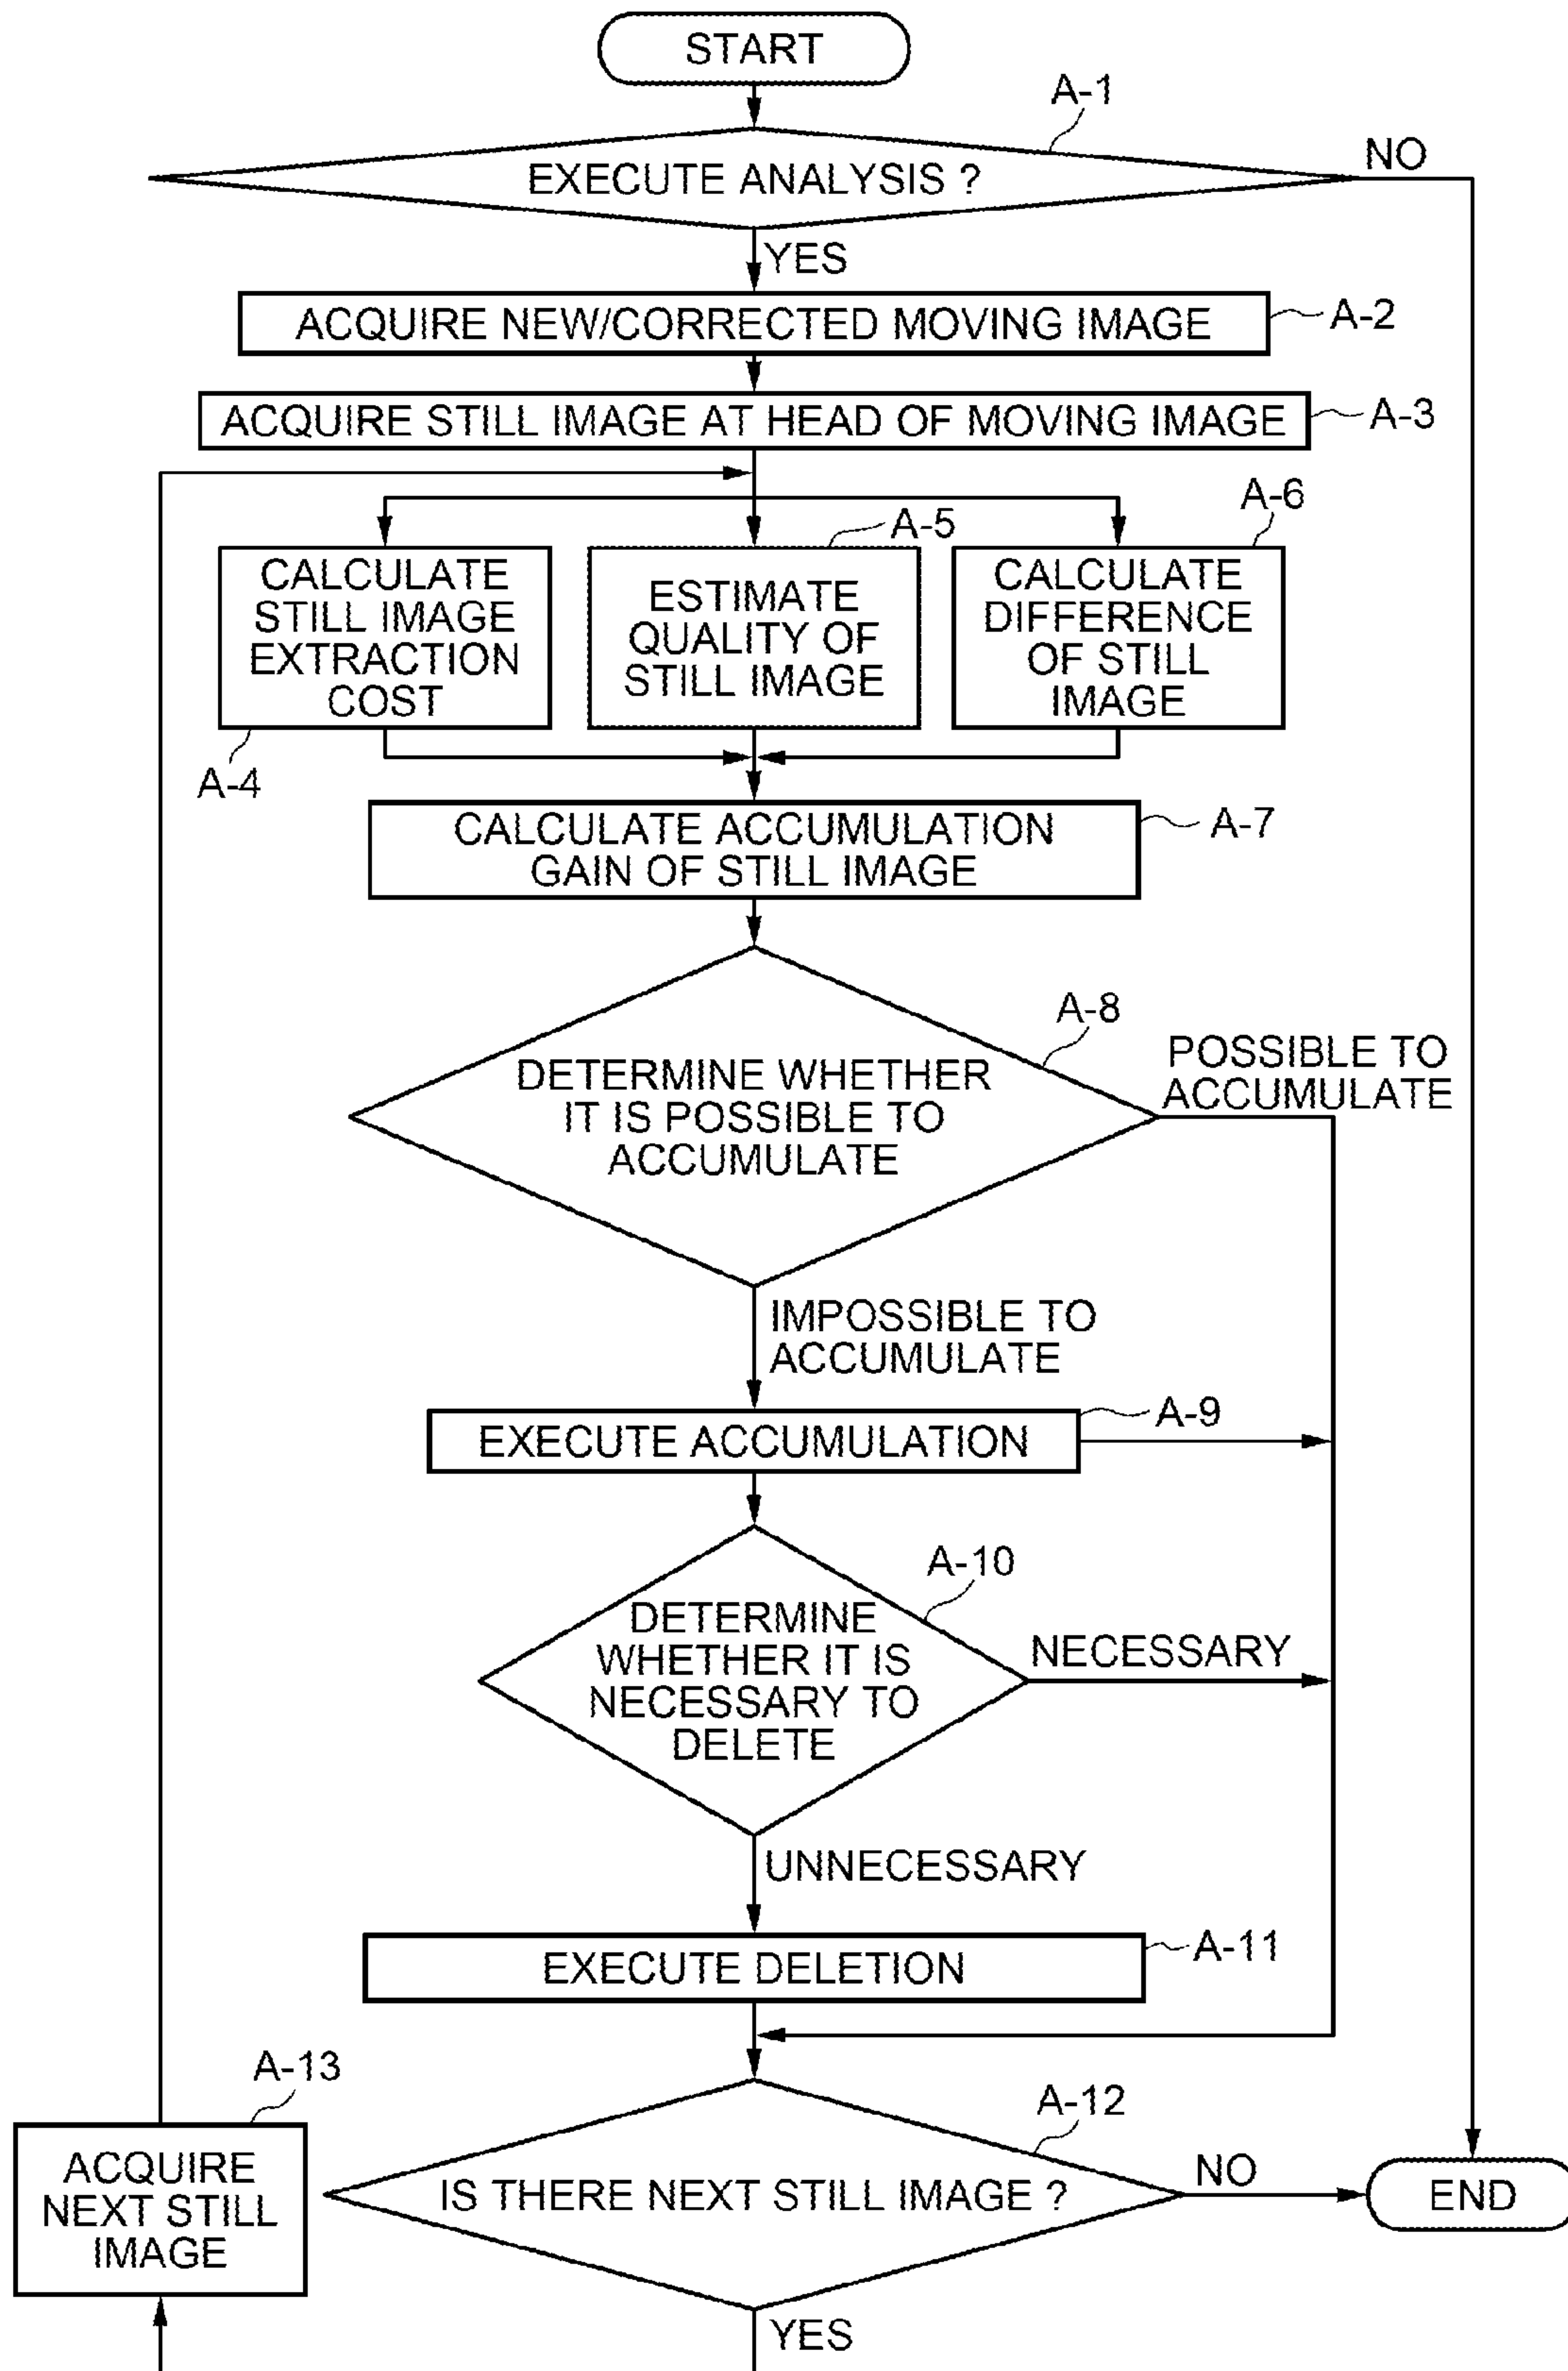 START
A-1
EXECUTE ANALYSIS ?
NO
YES
ACQUIRE NEW/CORRECTED MOVING IMAGE
A-2
ACQUIRE STILL IMAGE AT HEAD OF MOVING IMAGE
A-3
CALCULATE
STILL IMAGE
EXTRACTION
COST
A-4
A-5
ESTIMATE
QUALITY OF
STILL IMAGE
A-6
CALCULATE
DIFFERENCE
OF STILL
IMAGE
CALCULATE ACCUMULATION
GAIN OF STILL IMAGE
A-7
A-8
DETERMINE WHETHER
IT IS POSSIBLE TO
ACCUMULATE
POSSIBLE TO
ACCUMULATE
IMPOSSIBLE TO
ACCUMULATE
EXECUTE ACCUMULATION
A-9
A-10
DETERMINE
WHETHER IT IS
NECESSARY TO
DELETE
NECESSARY
UNNECESSARY
EXECUTE DELETION
A-11
A-13
ACQUIRE
NEXT STILL
IMAGE
A-12
IS THERE NEXT STILL IMAGE ?
NO
END
YES